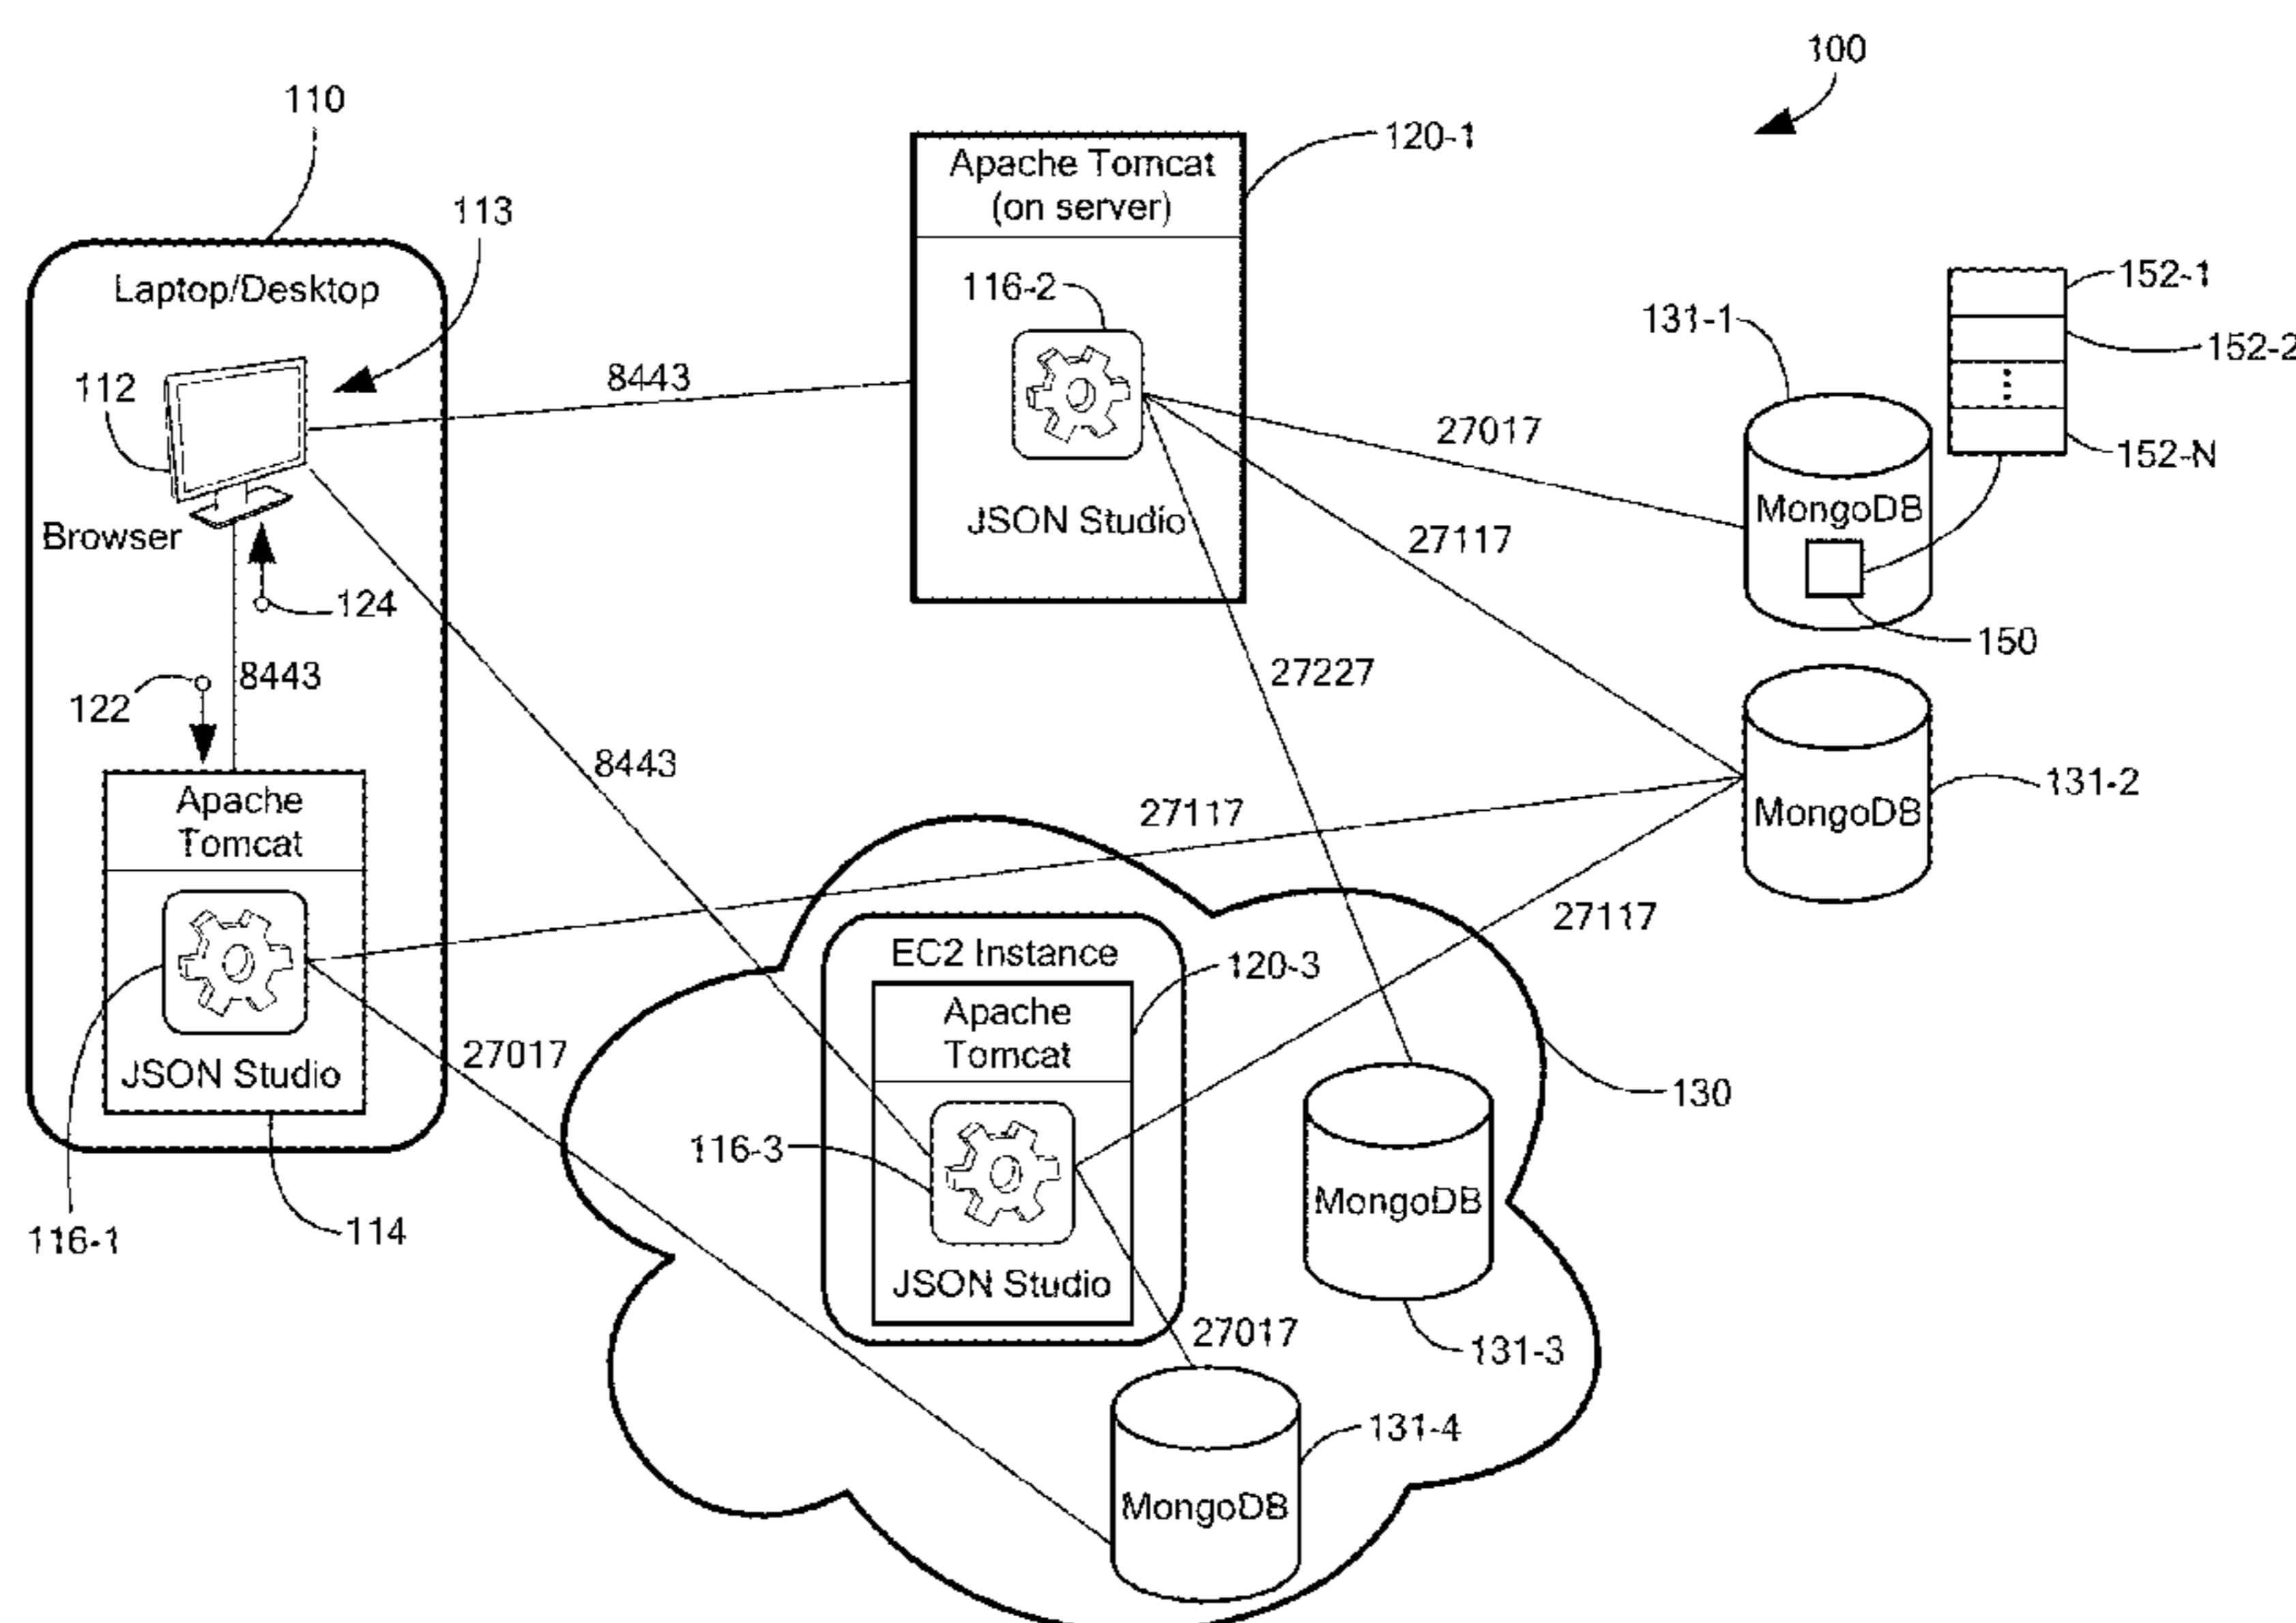 100
110
120-1
Apache Tomcat
(on server)
113
152-1
116-2
Laptop/Desktop
131-1
152-2
8443
112
27017
152-N
MongoDB
JSON Studio
Browser
27117
124
150
27227
8443
122
8443
131-2
Apache
Tomcat
27117
MongoDB
27117
EC2 Instance
120-3
Apache
Tomcat
27017
JSON Studio
130
116-3
MongoDB
114
116-1
JSON Studio
27017
131-3
131-4
MongoDB